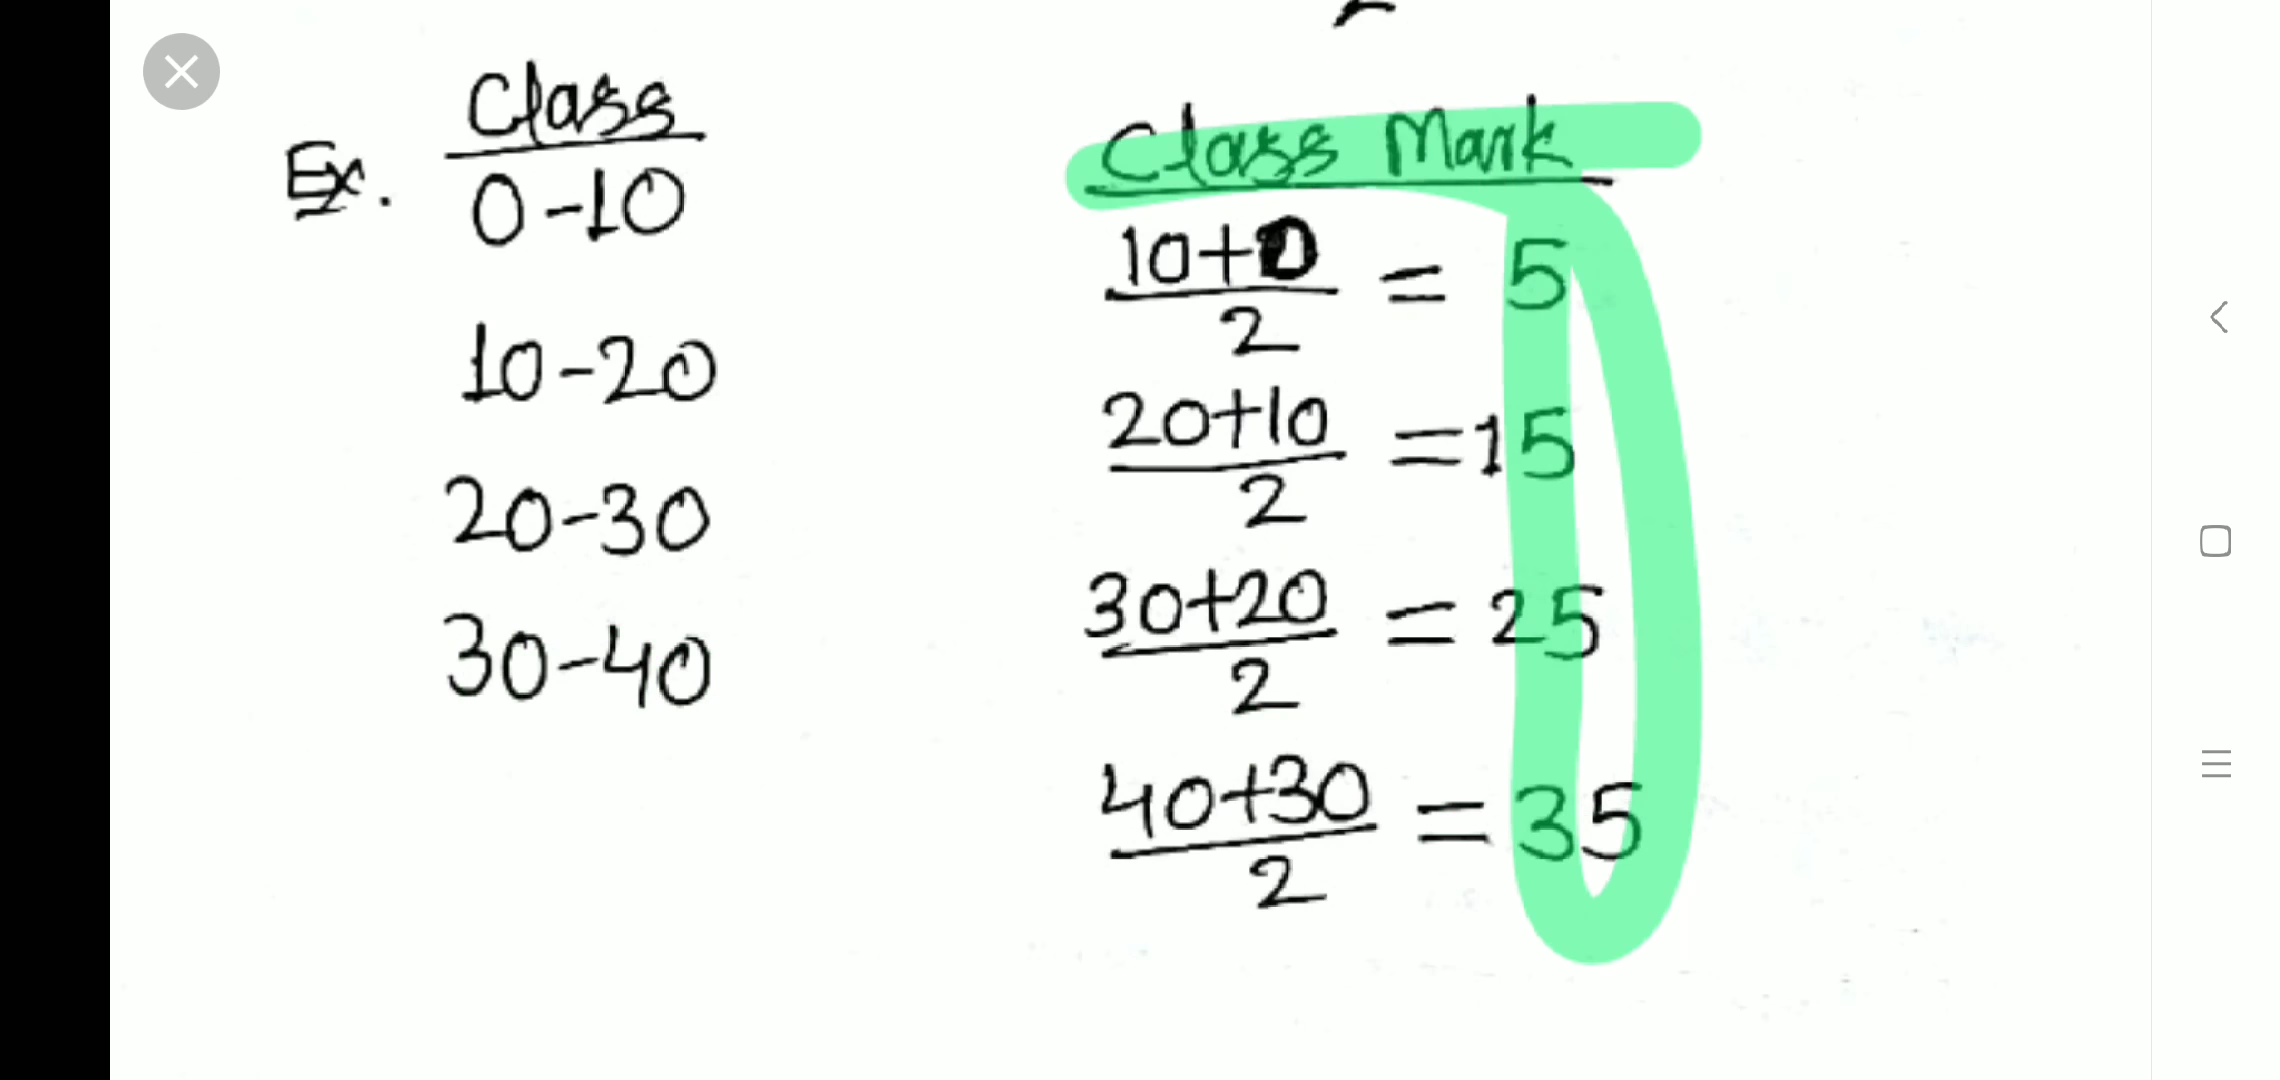 Ex. Class
0-10
10-20
20-30
30-40
Class Mark
10+0/2 = 5
20+10/2 =15
30+20/2 = 25
40+30/2 = 35